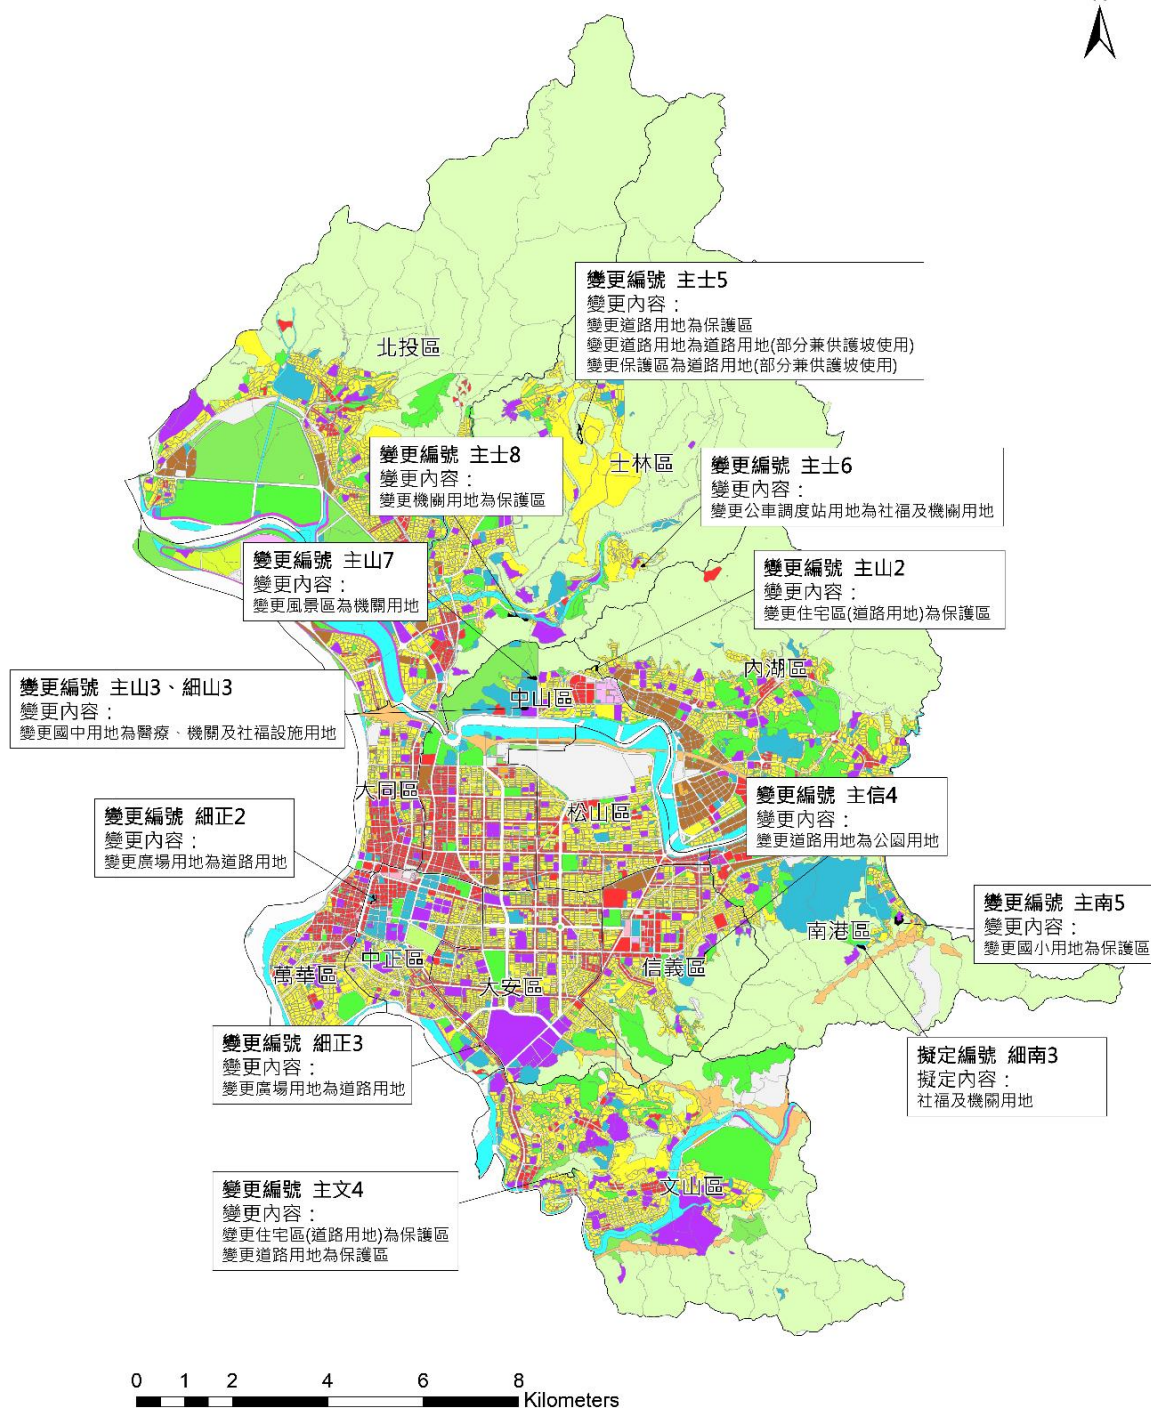 變更編號 主士5
變更內容：
變更道路用地為保護區
變更道路用地為道路用地(部分兼供護坡使用)
變更保護區為道路用地(部分兼供護坡使用)
北投區
士林區
變更編號 主士8
變更內容：
變更機關用地為保護區
變更編號 主士6
變更內容：
變更公車調度站用地為社福及機關用地
變更編號 主山7
變更內容：
變更風景區為機關用地
變更編號 主山2
變更內容：
變更住宅區(道路用地)為保護區
內湖區
變更編號 主山3、細山3
變更內容：
變更國中用地為醫療、機關及社福設施用地
中山區
大同區
松山區
變更編號 主信4
變更內容：
變更道路用地為公園用地
變更編號 細正2
變更內容：
變更廣場用地為道路用地
變更編號 主南5
變更內容：
變更國小用地為保護區
南港區
中正區
萬華區
大安區
信義區
變更編號 細正3
變更內容：
變更廣場用地為道路用地
擬定編號 細南3
擬定內容：
社福及機關用地
變更編號 主文4
變更內容：
變更住宅區(道路用地)為保護區
變更道路用地為保護區
文山區
0 1 2 4 6 8
Kilometers